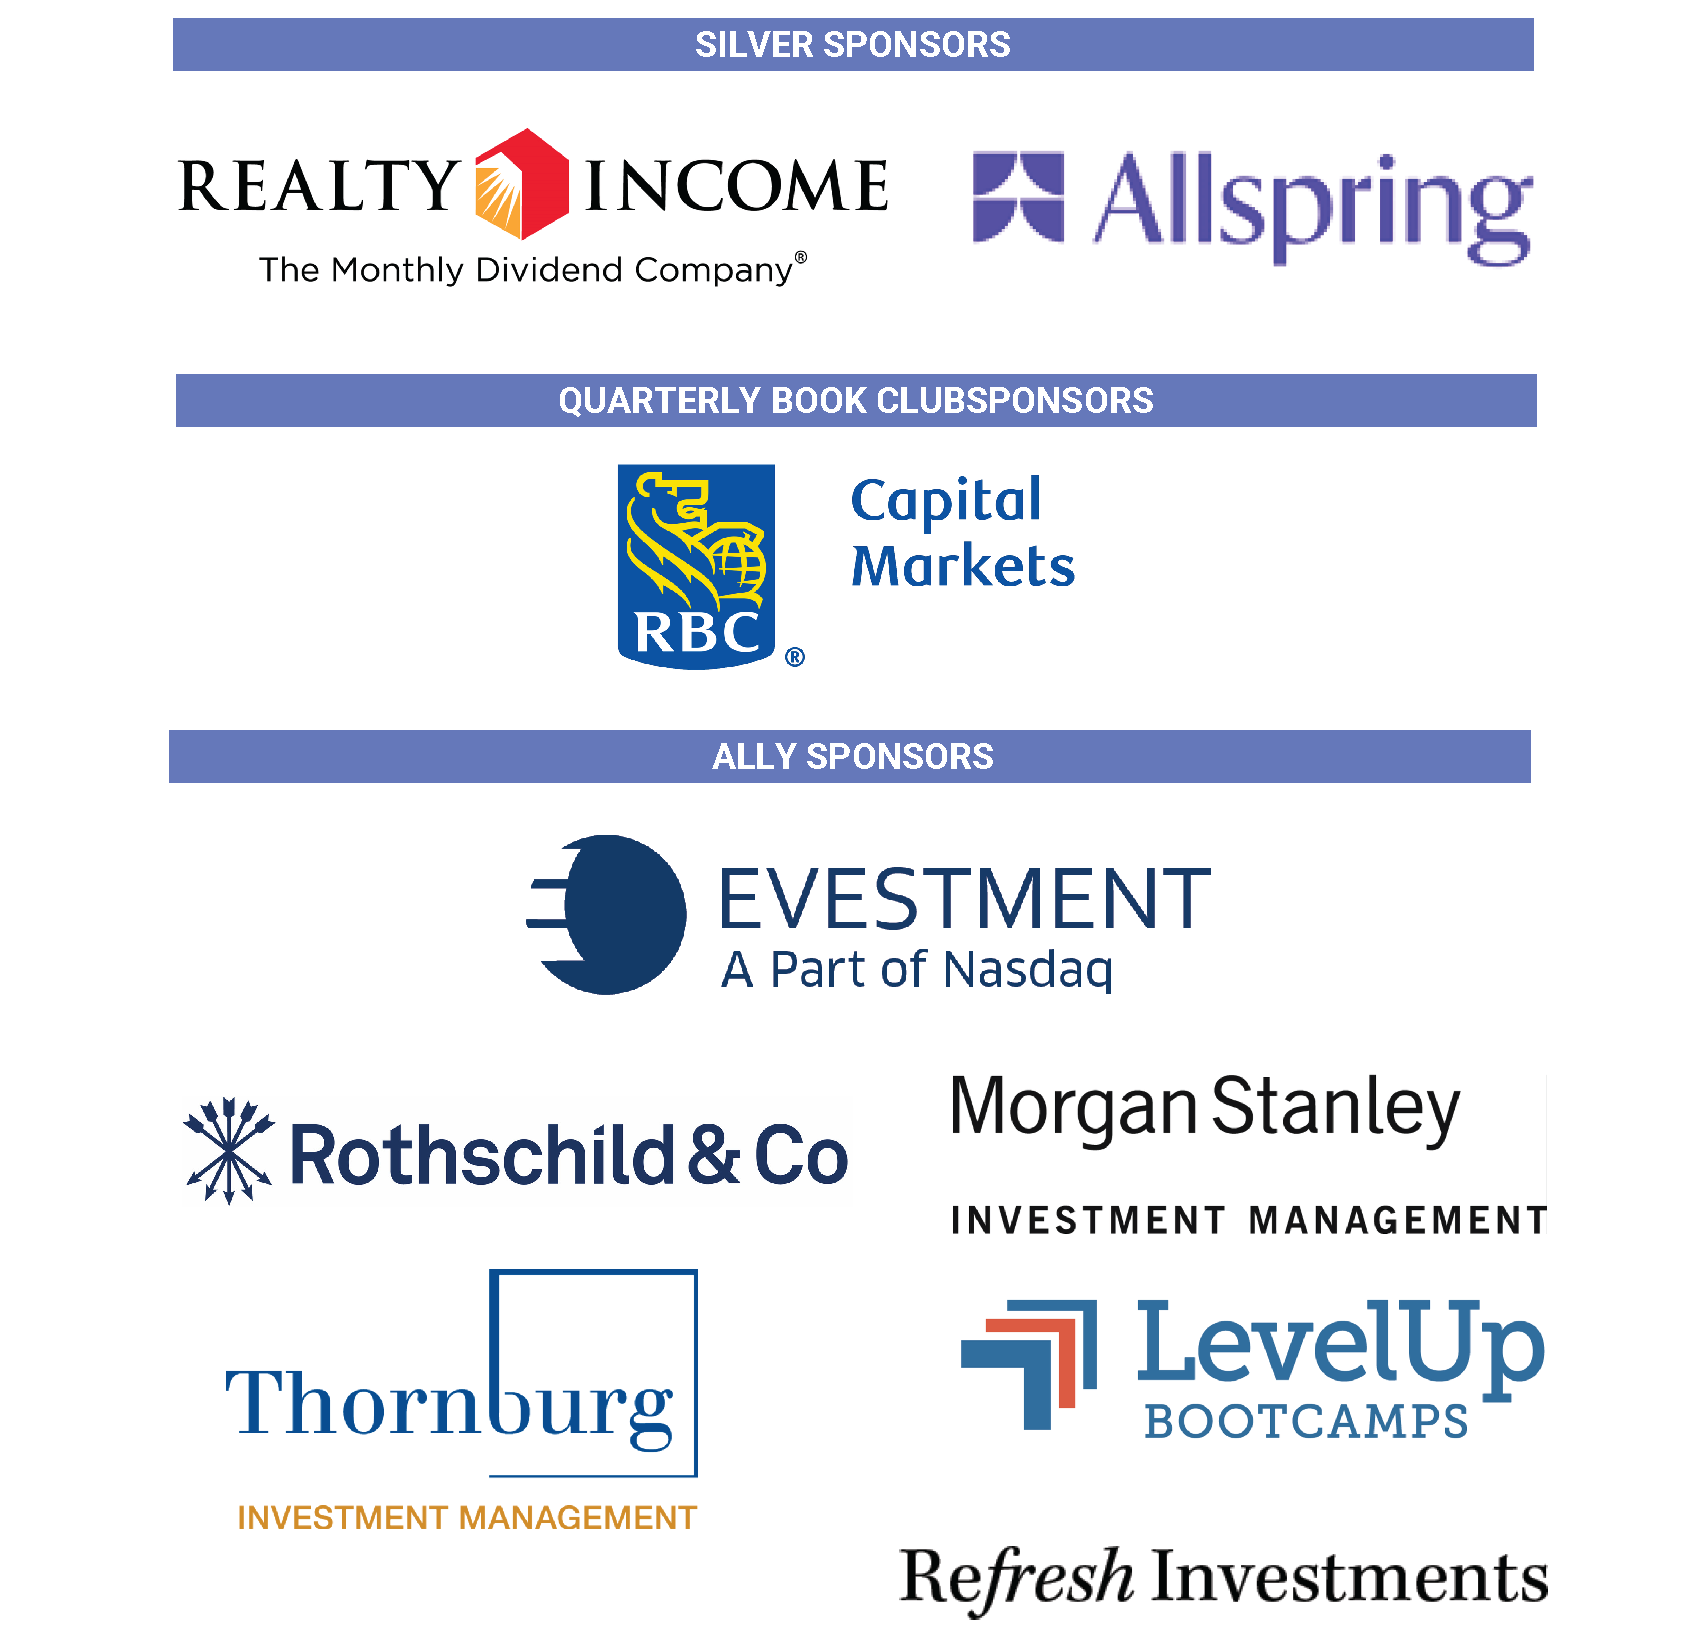 SILVER SPONSORS
REALTY INCOME
The Monthly Dividend Company®
Allspring
QUARTERLY BOOK CLUBSPONSORS
RBC ®
Capital
Markets
ALLY SPONSORS
EVESTMENT
A Part of Nasdaq
Rothschild & Co
Morgan Stanley
INVESTMENT MANAGEMENT
Thornburg
INVESTMENT MANAGEMENT
LevelUp
BOOTCAMPS
Refresh Investments